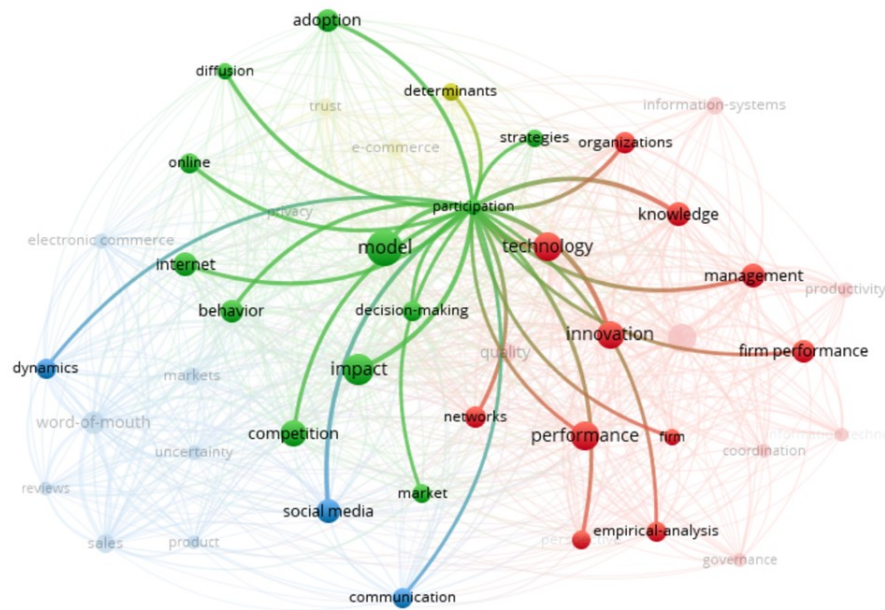 adoption
diffusion
determinants
trust
information-systems
strategies
organizations
e-commerce
online
participation
privacy
knowledge
electronic commerce
model
technology
internet
management
productivity
behavior
decision-making
innovation
quality
firm performance
dynamics
impact
markets
word-of-mouth
networks
competition
performance
firm
uncertainty
coordination
reviews
market
social media
empirical-analysis
sales
product
governance
communication